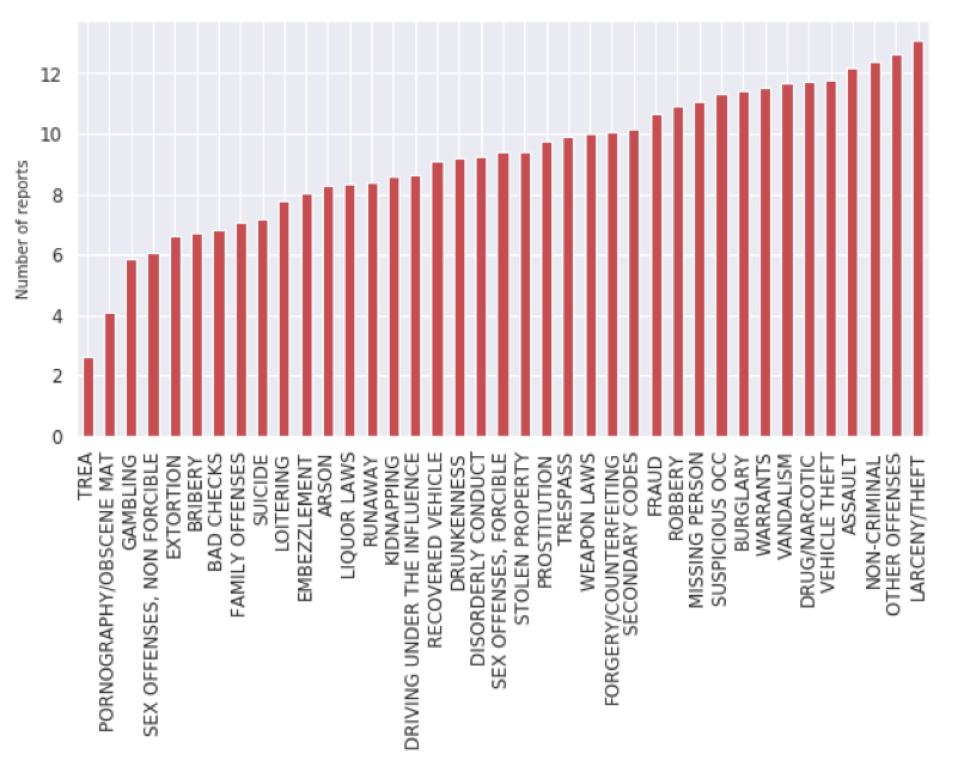 Number of reports
12
10
8
6
4
2
0
TREA
PORNOGRAPHY/OBSCENE MAT
GAMBLING
SEX OFFENSES, NON FORCIBLE
EXTORTION
BRIBERY
BAD CHECKS
FAMILY OFFENSES
SUICIDE
LOITERING
EMBEZZLEMENT
ARSON
LIQUOR LAWS
RUNAWAY
KIDNAPPING
DRIVING UNDER THE INFLUENCE
RECOVERED VEHICLE
DRUNKENNESS
DISORDERLY CONDUCT
SEX OFFENSES, FORCIBLE
STOLEN PROPERTY
PROSTITUTION
TRESPASS
WEAPON LAWS
FORGERY/COUNTERFEITING
SECONDARY CODES
FRAUD
ROBBERY
MISSING PERSON
SUSPICIOUS OCC
BURGLARY
WARRANTS
VANDALISM
DRUG/NARCOTIC
VEHICLE THEFT
ASSAULT
NON-CRIMINAL
OTHER OFFENSES
LARCENY/THEFT